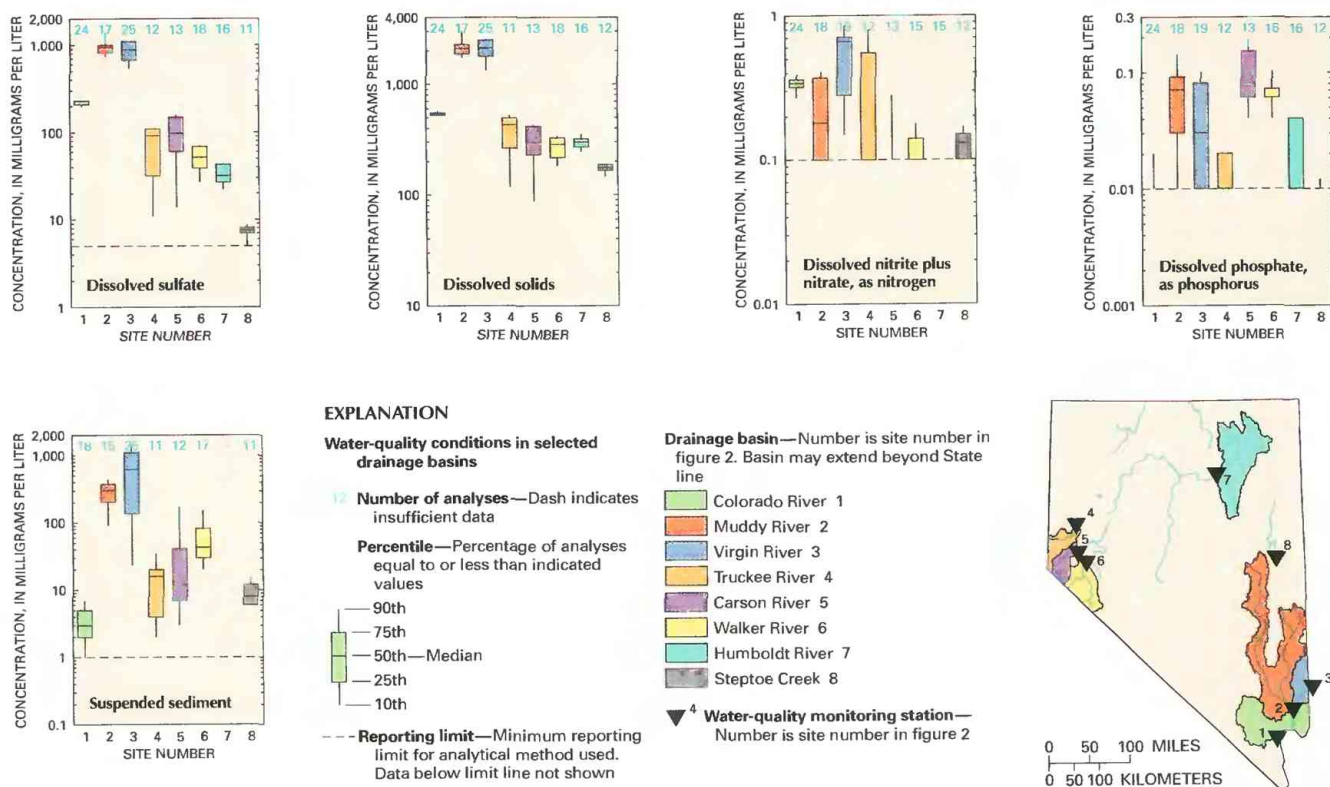 CONCENTRATION, IN MILLIGRAMS PER LITER
2,000
1,000
100
10
1
24 17 25 11 13 18 16 11
Dissolved sulfate
1 2 3 4 5 6 7 8
SITE NUMBER
CONCENTRATION, IN MILLIGRAMS PER LITER
4,000
1,000
100
10
24 17 25 11 13 18 16 12
Dissolved solids
1 2 3 4 5 6 7 8
SITE NUMBER
CONCENTRATION, IN MILLIGRAMS PER LITER
1
0.1
0.01
24 18 19 12 13 15 15 12
Dissolved nitrite plus
nitrate, as nitrogen
1 2 3 4 5 6 7 8
SITE NUMBER
CONCENTRATION, IN MILLIGRAMS PER LITER
0.3
0.1
0.01
0.001
24 18 19 12 13 15 16 12
Dissolved phosphate,
as phosphorus
1 2 3 4 5 6 7 8
SITE NUMBER
CONCENTRATION, IN MILLIGRAMS PER LITER
2,000
1,000
100
10
1
0.1
18 15 25 11 12 17 11
Suspended sediment
1 2 3 4 5 6 7 8
SITE NUMBER
EXPLANATION
Water-quality conditions in selected
drainage basins
12 Number of analyses—Dash indicates
insufficient data
Percentile—Percentage of analyses
equal to or less than indicated
values
90th
75th
50th—Median
25th
10th
Reporting limit—Minimum reporting
limit for analytical method used.
Data below limit line not shown
Drainage basin—Number is site number in
figure 2. Basin may extend beyond State
line
Colorado River 1
Muddy River 2
Virgin River 3
Truckee River 4
Carson River 5
Walker River 6
Humboldt River 7
Steptoe Creek 8
4 Water-quality monitoring station—
Number is site number in figure 2
7
4
5
6
8
3
2
1
0 50 100 MILES
0 50 100 KILOMETERS